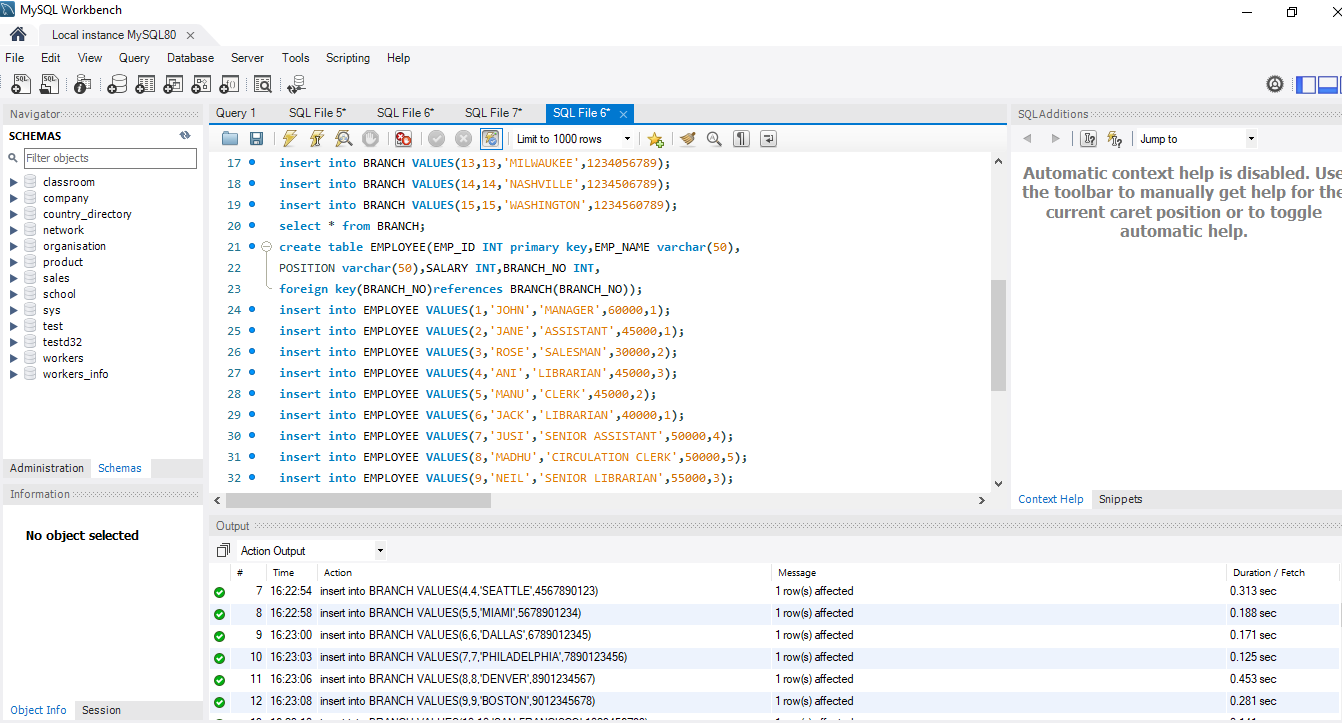 MySQL Workbench
Local instance MySQL80
File Edit View Query Database Server Tools Scripting Help
Navigator
SCHEMAS
Filter objects
classroom
company
country_directory
network
organisation
product
sales
school
sys
test
testd32
workers
workers_info
Administration Schemas
Information
No object selected
Object Info Session
Query 1 SQL File 5* SQL File 6* SQL File 7* SQL File 6*
Limit to 1000 rows
17 insert into BRANCH VALUES(13,13,'MILWAUKEE',1234056789);
18 insert into BRANCH VALUES(14,14,'NASHVILLE',1234506789);
19 insert into BRANCH VALUES(15,15,'WASHINGTON',1234560789);
20 select * from BRANCH;
21 create table EMPLOYEE(EMP_ID INT primary key,EMP_NAME varchar(50),
22 POSITION varchar(50),SALARY INT,BRANCH_NO INT,
23 foreign key(BRANCH_NO)references BRANCH(BRANCH_NO));
24 insert into EMPLOYEE VALUES(1,'JOHN','MANAGER',60000,1);
25 insert into EMPLOYEE VALUES(2,'JANE','ASSISTANT',45000,1);
26 insert into EMPLOYEE VALUES(3,'ROSE','SALESMAN',30000,2);
27 insert into EMPLOYEE VALUES(4,'ANI','LIBRARIAN',45000,3);
28 insert into EMPLOYEE VALUES(5,'MANU','CLERK',45000,2);
29 insert into EMPLOYEE VALUES(6,'JACK','LIBRARIAN',40000,1);
30 insert into EMPLOYEE VALUES(7,'JUSI','SENIOR ASSISTANT',50000,4);
31 insert into EMPLOYEE VALUES(8,'MADHU','CIRCULATION CLERK',50000,5);
32 insert into EMPLOYEE VALUES(9,'NEIL','SENIOR LIBRARIAN',55000,3);
SQLAdditions
Jump to
Automatic context help is disabled. Use
the toolbar to manually get help for the
current caret position or to toggle
automatic help.
Context Help Snippets
Output
Action Output
# Time Action Message Duration / Fetch
7 16:22:54 insert into BRANCH VALUES(4,4,'SEATTLE',4567890123) 1 row(s) affected 0.313 sec
8 16:22:58 insert into BRANCH VALUES(5,5,'MIAMI',5678901234) 1 row(s) affected 0.188 sec
9 16:23:00 insert into BRANCH VALUES(6,6,'DALLAS',6789012345) 1 row(s) affected 0.171 sec
10 16:23:03 insert into BRANCH VALUES(7,7,'PHILADELPHIA',7890123456) 1 row(s) affected 0.125 sec
11 16:23:06 insert into BRANCH VALUES(8,8,'DENVER',8901234567) 1 row(s) affected 0.453 sec
12 16:23:08 insert into BRANCH VALUES(9,9,'BOSTON',9012345678) 1 row(s) affected 0.281 sec